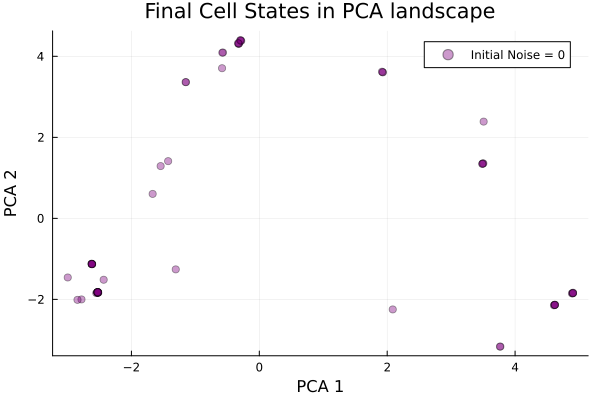 Final Cell States in PCA landscape
Initial Noise = 0
4
2
0
−2
PCA 2
−2
0
2
4
PCA 1